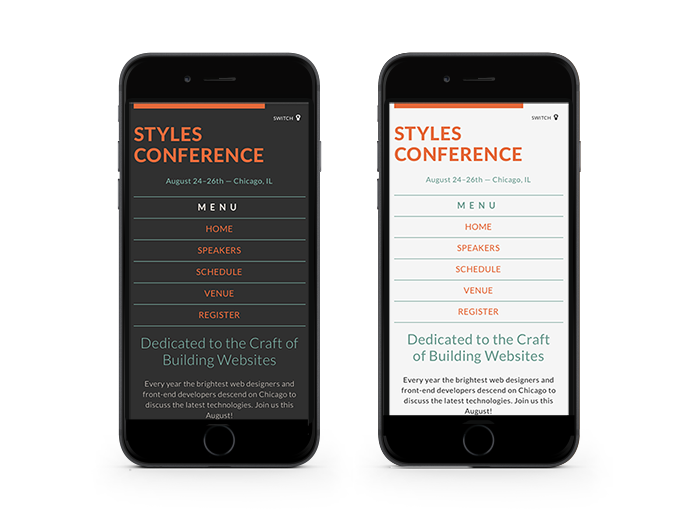 SWITCH
STYLES
CONFERENCE
August 24–26th — Chicago, IL
MENU
HOME
SPEAKERS
SCHEDULE
VENUE
REGISTER
Dedicated to the Craft of
Building Websites
Every year the brightest web designers and
front-end developers descend on Chicago to
discuss the latest technologies. Join us this
August!
SWITCH
STYLES
CONFERENCE
August 24–26th — Chicago, IL
MENU
HOME
SPEAKERS
SCHEDULE
VENUE
REGISTER
Dedicated to the Craft
of Building Websites
Every year the brightest web designers and
front-end developers descend on Chicago to
discuss the latest technologies. Join us this
August!